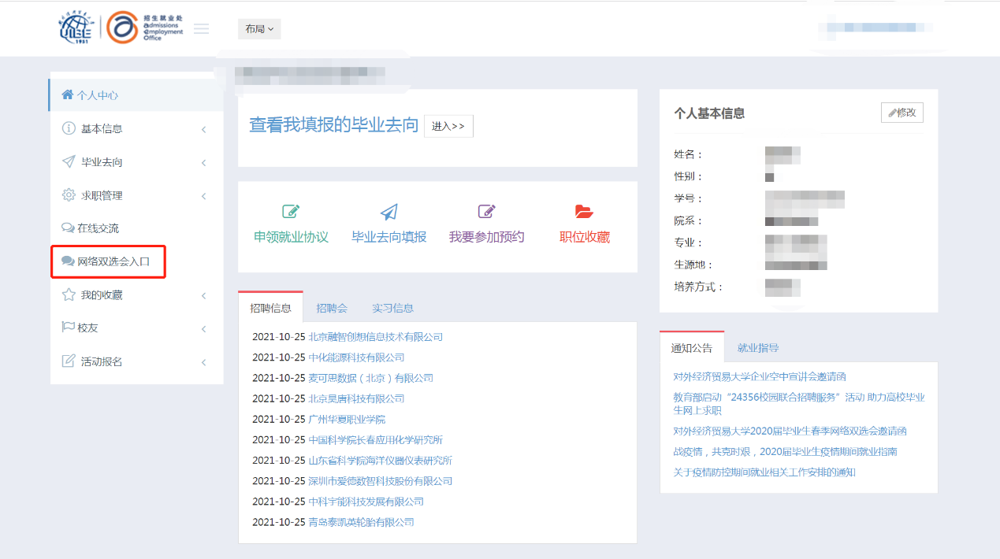 UIBE
1951
招生就业处
admissions
employment
Office
布局
个人中心
基本信息
毕业去向
求职管理
在线交流
网络双选会入口
我的收藏
校友
活动报名
查看我填报的毕业去向 进入>>
申领就业协议 毕业去向填报 我要参加预约 职位收藏
招聘信息 招聘会 实习信息
2021-10-25 北京融智创想信息技术有限公司
2021-10-25 中化能源科技有限公司
2021-10-25 麦可思数据（北京）有限公司
2021-10-25 北京昊唐科技有限公司
2021-10-25 广州华夏职业学院
2021-10-25 中国科学院长春应用化学研究所
2021-10-25 山东省科学院海洋仪器仪表研究所
2021-10-25 深圳市爱德数智科技股份有限公司
2021-10-25 中科宇能科技发展有限公司
2021-10-25 青岛泰凯英轮胎有限公司
个人基本信息 修改
姓名：
性别：
学号：
院系：
专业：
生源地：
培养方式：
通知公告 就业指导
对外经济贸易大学企业空中宣讲会邀请函
教育部启动“24356校园联合招聘服务”活动 助力高校毕业
生网上求职
对外经济贸易大学2020届毕业生春季网络双选会邀请函
战疫情，共克时艰，2020届毕业生疫情期间就业指南
关于疫情防控期间就业相关工作安排的通知